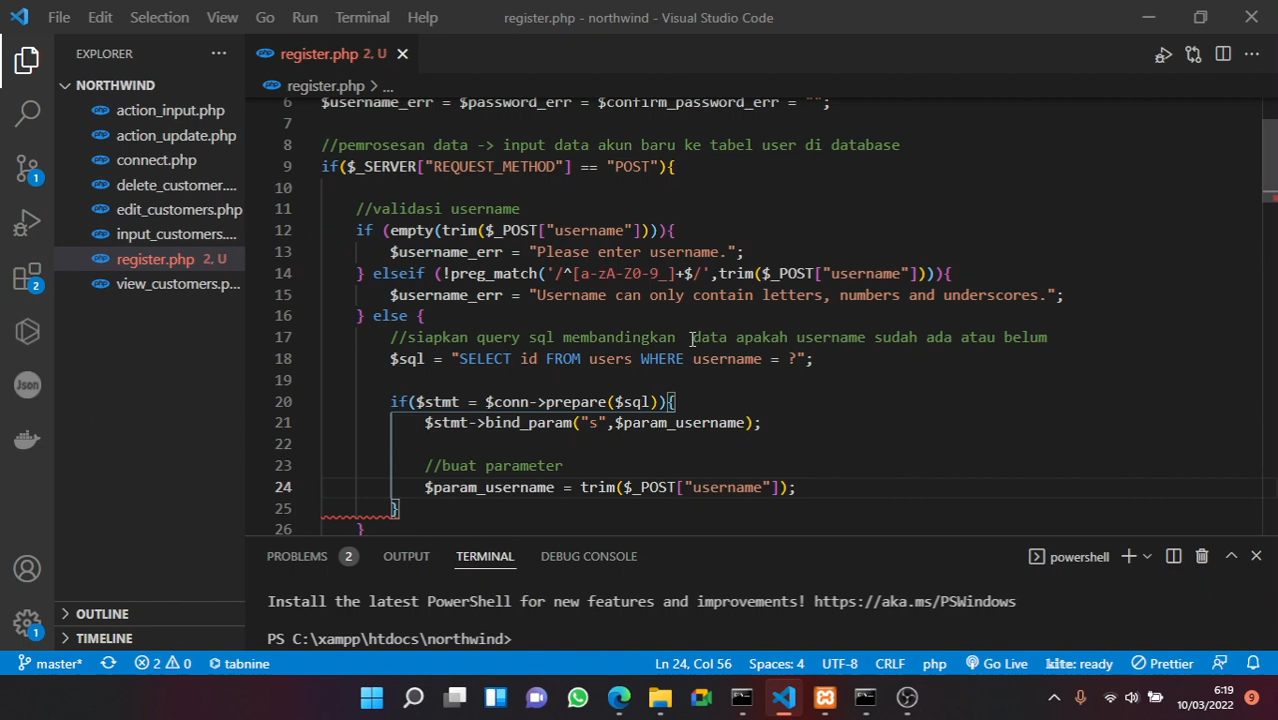 File Edit Selection View Go Run Terminal Help register.php - northwind - Visual Studio Code
EXPLORER ...
NORTHWIND
action_input.php
action_update.php
connect.php
delete_customer....
edit_customers.php
input_customers....
register.php 2, U
view_customers.p...
OUTLINE
TIMELINE
1
2
Json
1
register.php 2, U
register.php > ...
6 $username_err = $password_err = $confirm_password_err = "";
7
8 //pemrosesan data -> input data akun baru ke tabel user di database
9 if($_SERVER["REQUEST_METHOD"] == "POST"){
10
11 //validasi username
12 if (empty(trim($_POST["username"]))){
13 $username_err = "Please enter username.";
14 } elseif (!preg_match('/^[a-zA-Z0-9_]+$/',trim($_POST["username"]))){
15 $username_err = "Username can only contain letters, numbers and underscores.";
16 } else {
17 //siapkan query sql membandingkan data apakah username sudah ada atau belum
18 $sql = "SELECT id FROM users WHERE username = ?";
19
20 if($stmt = $conn->prepare($sql)){
21 $stmt->bind_param("s",$param_username);
22
23 //buat parameter
24 $param_username = trim($_POST["username"]);
25 }
26 }
PROBLEMS 2 OUTPUT TERMINAL DEBUG CONSOLE powershell
Install the latest PowerShell for new features and improvements! https://aka.ms/PSWindows
PS C:\xampp\htdocs\northwind>
master* 2 0 tabnine Ln 24, Col 56 Spaces: 4 UTF-8 CRLF php Go Live kite: ready Prettier
6:19
10/03/2022
9